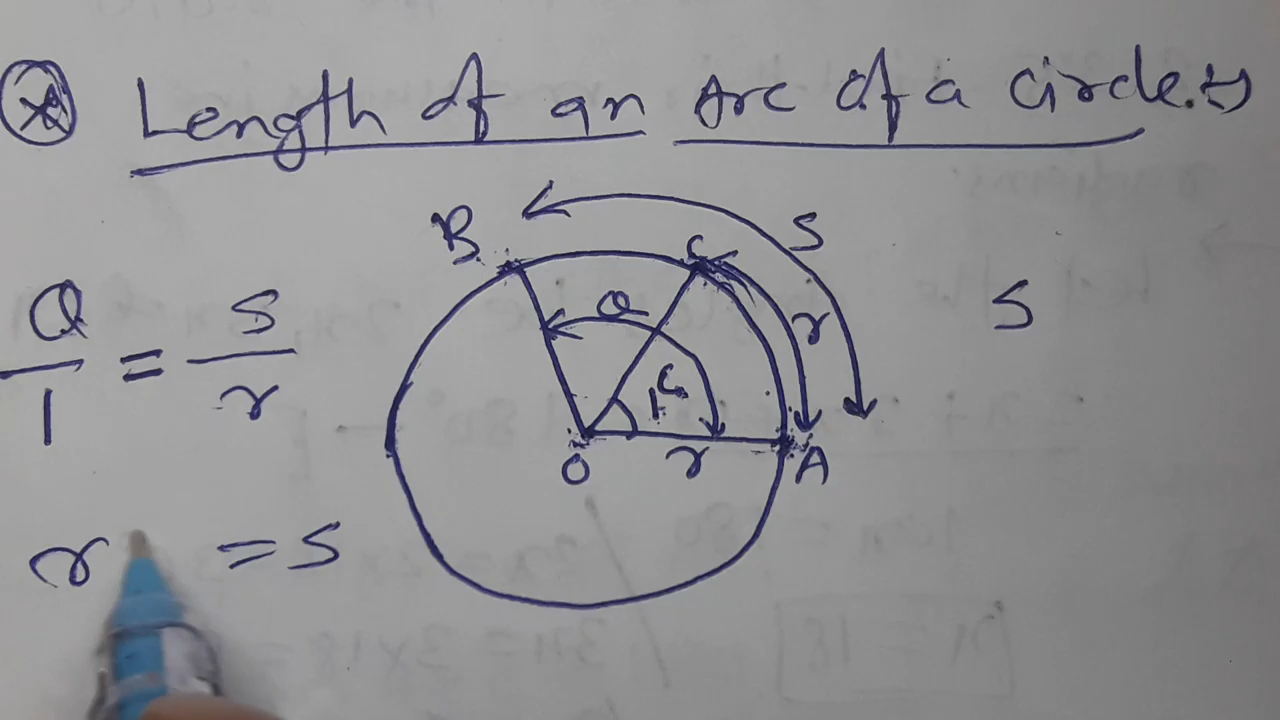 Length of an Arc of a circle:-
B
C
S
θ
r
1ᶜ
O
r
A
S
θ/1 = S/r
r = S